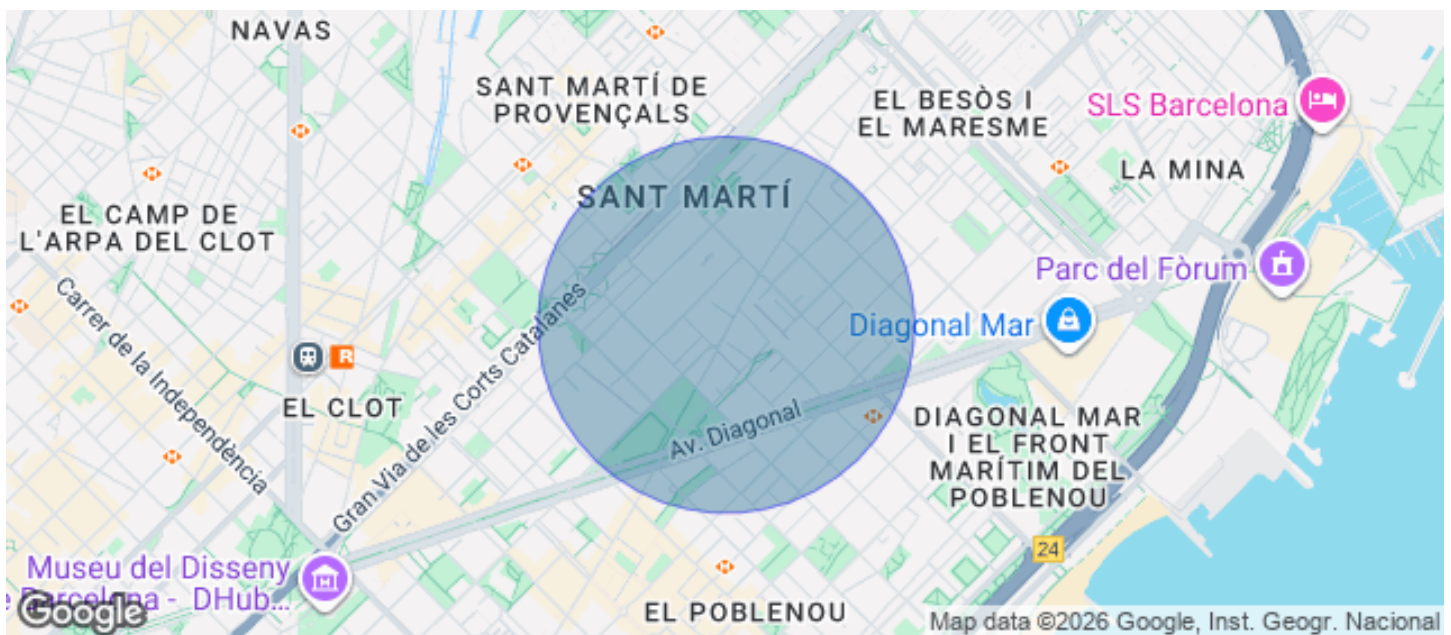 NAVAS
SANT MARTÍ DE
PROVENÇALS
EL BESÒS I
EL MARESME
SLS Barcelona
LA MINA
SANT MARTÍ
EL CAMP DE
L'ARPA DEL CLOT
Parc del Fòrum
Carrer de la Independència
Gran Via de les Corts Catalanes
Diagonal Mar
R
EL CLOT
Av. Diagonal
DIAGONAL MAR
I EL FRONT
MARÍTIM DEL
POBLENOU
24
Museu del Disseny
Barcelona - DHub...
EL POBLENOU
Google
Map data ©2026 Google, Inst. Geogr. Nacional